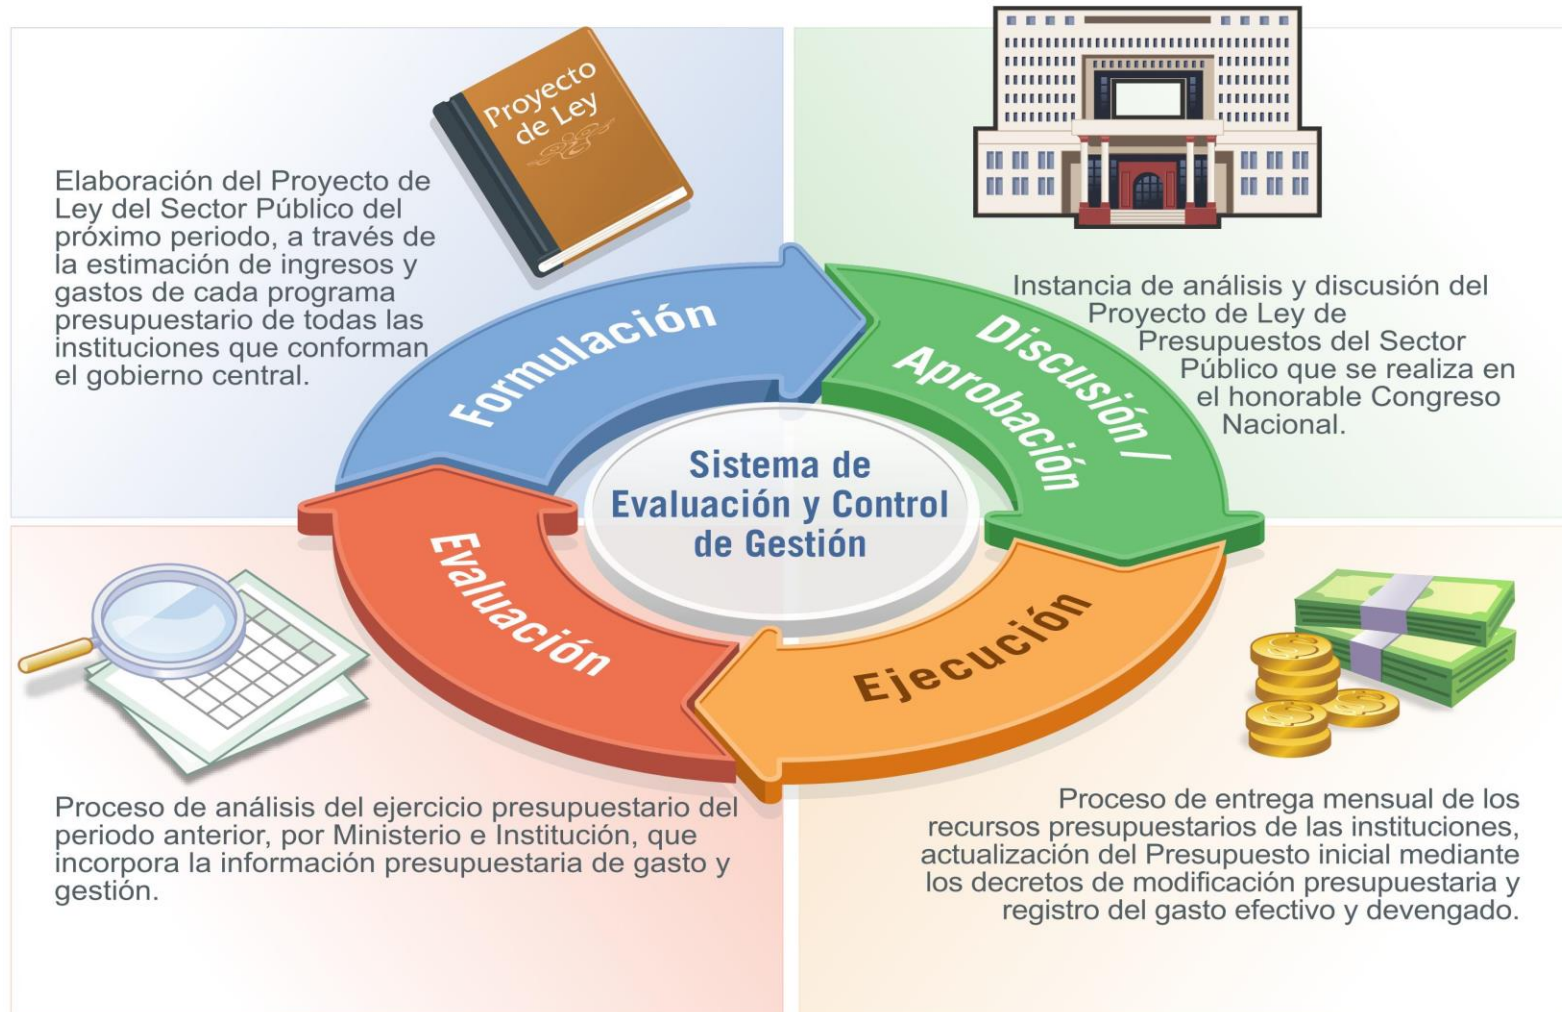 Proyecto
de Ley
Elaboración del Proyecto de
Ley del Sector Público del
próximo periodo, a través de
la estimación de ingresos y
gastos de cada programa
presupuestario de todas las
instituciones que conforman
el gobierno central.
Formulación
Discusión /
Aprobación
Instancia de análisis y discusión del
Proyecto de Ley de
Presupuestos del Sector
Público que se realiza en
el honorable Congreso
Nacional.
Sistema de
Evaluación y Control
de Gestión
Evaluación
Ejecución
Proceso de análisis del ejercicio presupuestario del
periodo anterior, por Ministerio e Institución, que
incorpora la información presupuestaria de gasto y
gestión.
Proceso de entrega mensual de los
recursos presupuestarios de las instituciones,
actualización del Presupuesto inicial mediante
los decretos de modificación presupuestaria y
registro del gasto efectivo y devengado.